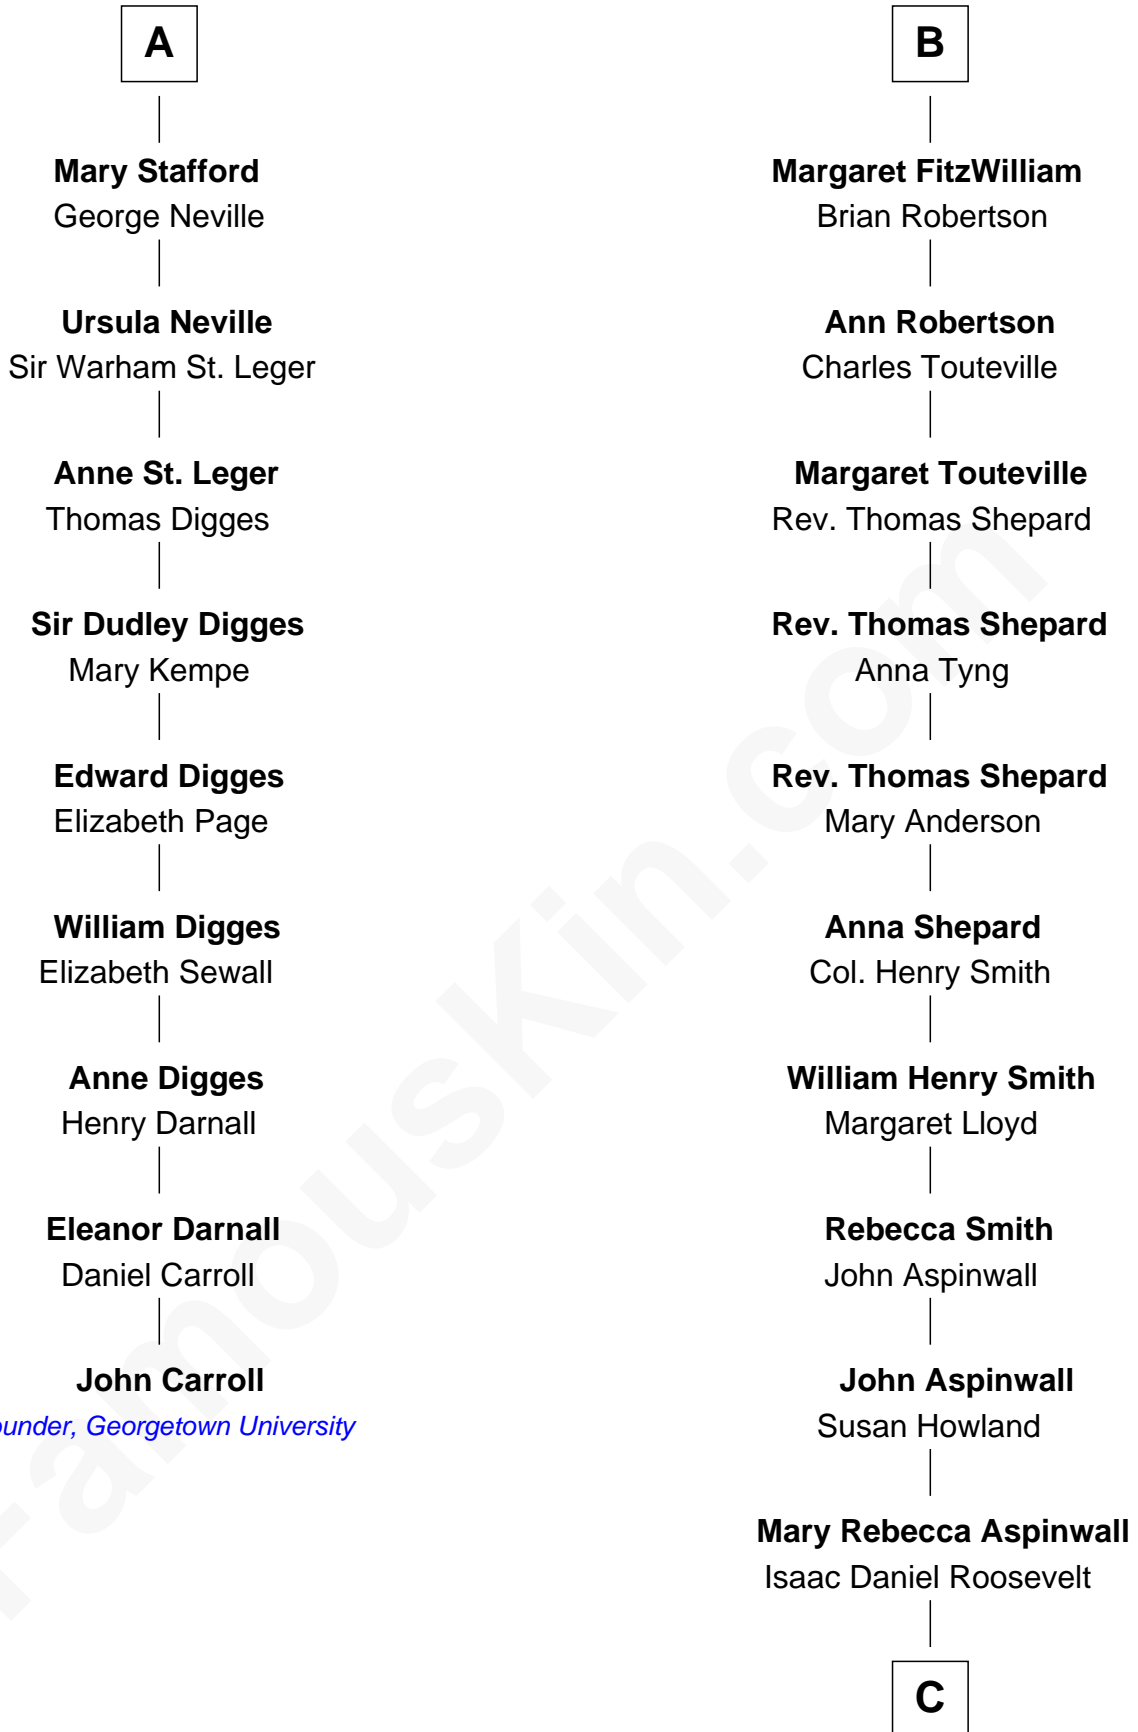 A
Mary Stafford
George Neville
Ursula Neville
Sir Warham St. Leger
Anne St. Leger
Thomas Digges
Sir Dudley Digges
Mary Kempe
Edward Digges
Elizabeth Page
William Digges
Elizabeth Sewall
Anne Digges
Henry Darnall
Eleanor Darnall
Daniel Carroll
John Carroll
ounder, Georgetown University
B
Margaret FitzWilliam
Brian Robertson
Ann Robertson
Charles Touteville
Margaret Touteville
Rev. Thomas Shepard
Rev. Thomas Shepard
Anna Tyng
Rev. Thomas Shepard
Mary Anderson
Anna Shepard
Col. Henry Smith
William Henry Smith
Margaret Lloyd
Rebecca Smith
John Aspinwall
John Aspinwall
Susan Howland
Mary Rebecca Aspinwall
Isaac Daniel Roosevelt
C
FamousKin.com